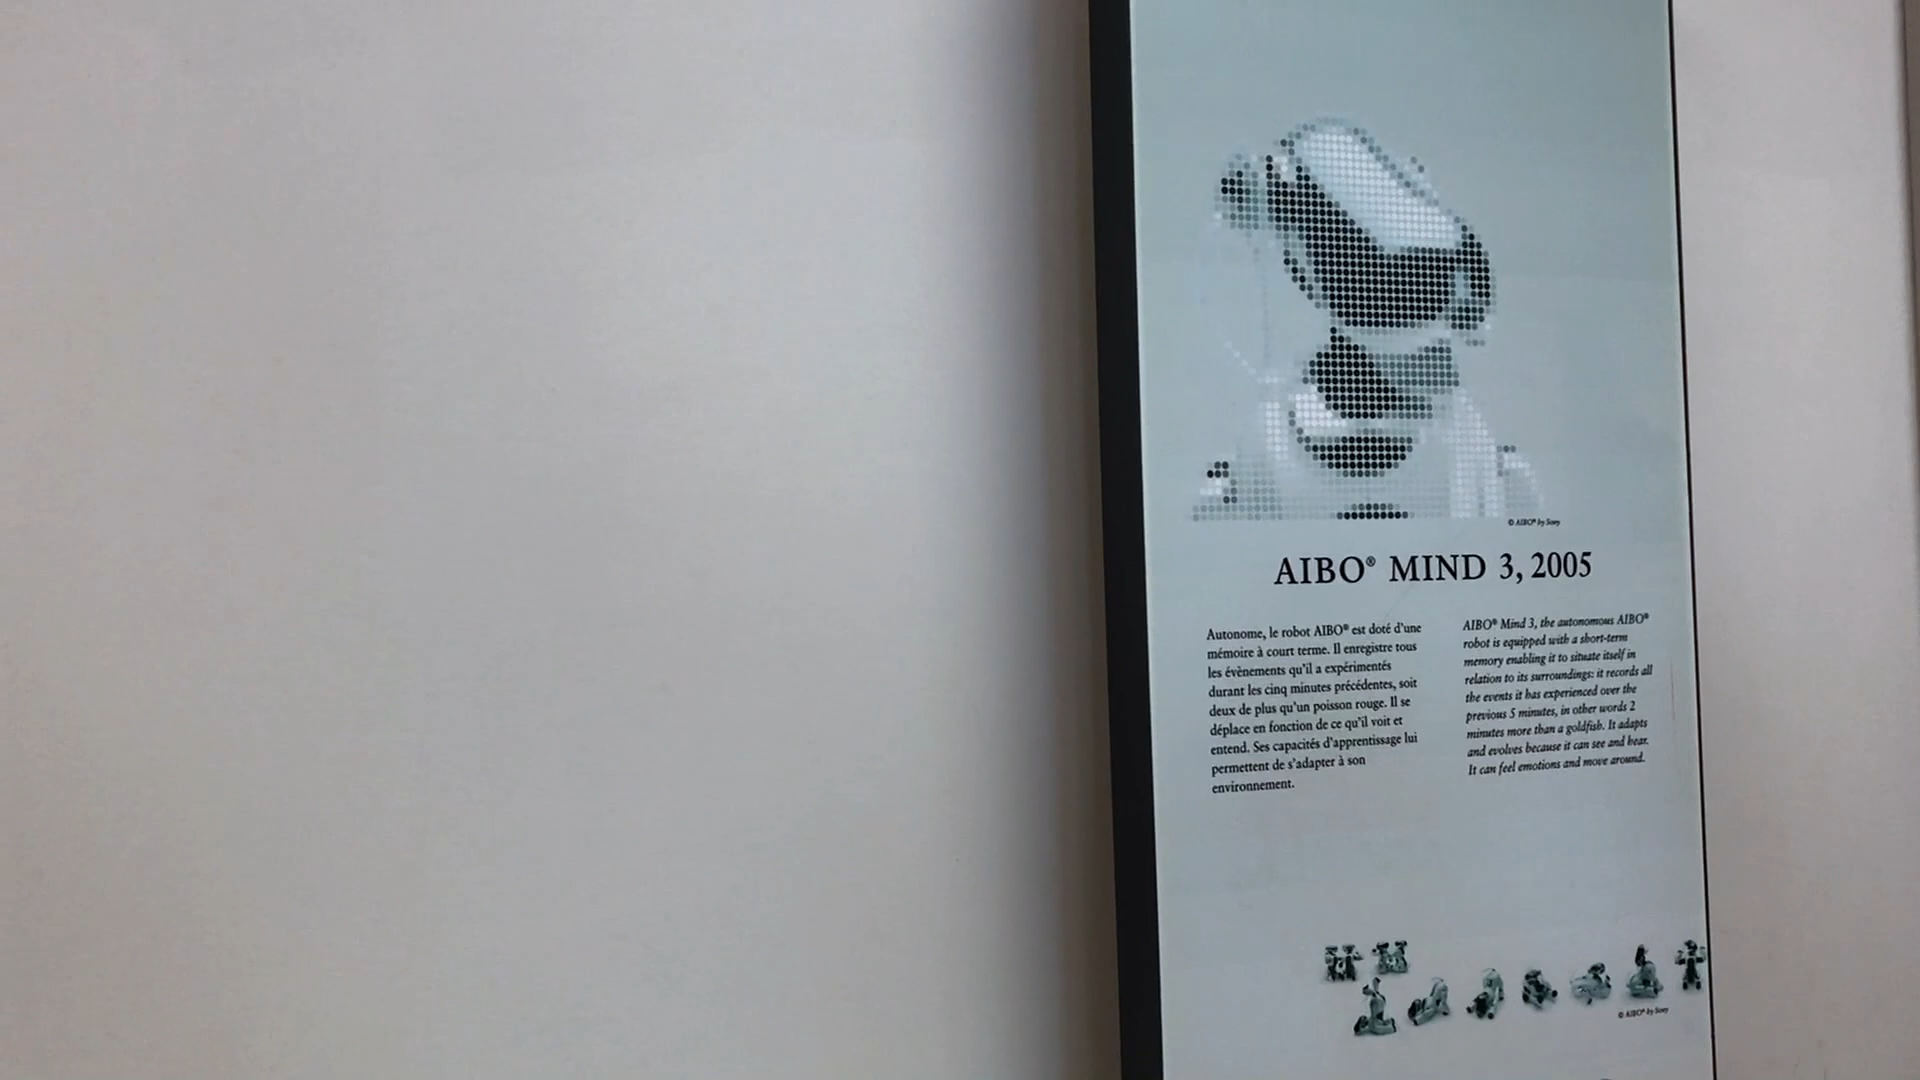 © AIBO® by Sony
AIBO® MIND 3, 2005
Autonome, le robot AIBO® est doté d'une
mémoire à court terme. Il enregistre tous
les évènements qu'il a expérimentés
durant les cinq minutes précédentes, soit
deux de plus qu'un poisson rouge. Il se
déplace en fonction de ce qu'il voit et
entend. Ses capacités d'apprentissage lui
permettent de s'adapter à son
environnement.
AIBO® Mind 3, the autonomous AIBO®
robot is equipped with a short-term
memory enabling it to situate itself in
relation to its surroundings: it records all
the events it has experienced over the
previous 5 minutes, in other words 2
minutes more than a goldfish. It adapts
and evolves because it can see and hear.
It can feel emotions and move around.
© AIBO® by Sony